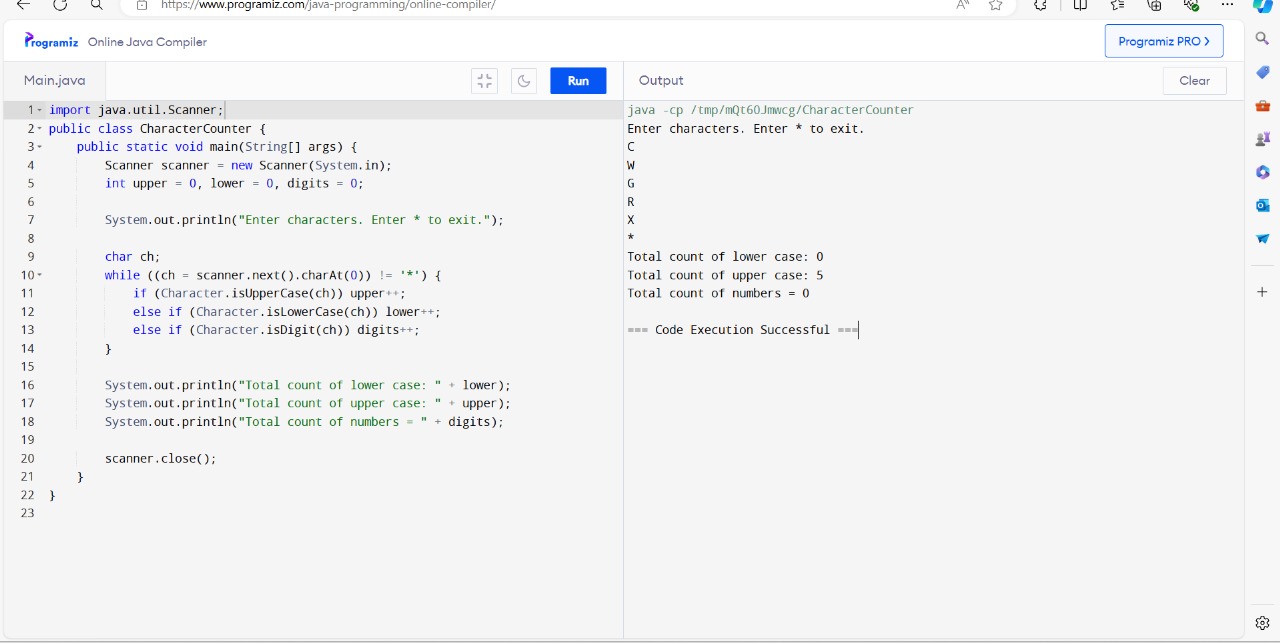 https://www.programiz.com/java-programming/online-compiler/
Programiz Online Java Compiler
Programiz PRO >
Main.java
Run
Output
Clear
1 import java.util.Scanner;
2 public class CharacterCounter {
3 public static void main(String[] args) {
4 Scanner scanner = new Scanner(System.in);
5 int upper = 0, lower = 0, digits = 0;
6
7 System.out.println("Enter characters. Enter * to exit.");
8
9 char ch;
10 while ((ch = scanner.next().charAt(0)) != '*') {
11 if (Character.isUpperCase(ch)) upper++;
12 else if (Character.isLowerCase(ch)) lower++;
13 else if (Character.isDigit(ch)) digits++;
14 }
15
16 System.out.println("Total count of lower case: " + lower);
17 System.out.println("Total count of upper case: " + upper);
18 System.out.println("Total count of numbers = " + digits);
19
20 scanner.close();
21 }
22 }
23
java -cp /tmp/mQt60Jmwcg/CharacterCounter
Enter characters. Enter * to exit.
C
W
G
R
X
*
Total count of lower case: 0
Total count of upper case: 5
Total count of numbers = 0
=== Code Execution Successful ===